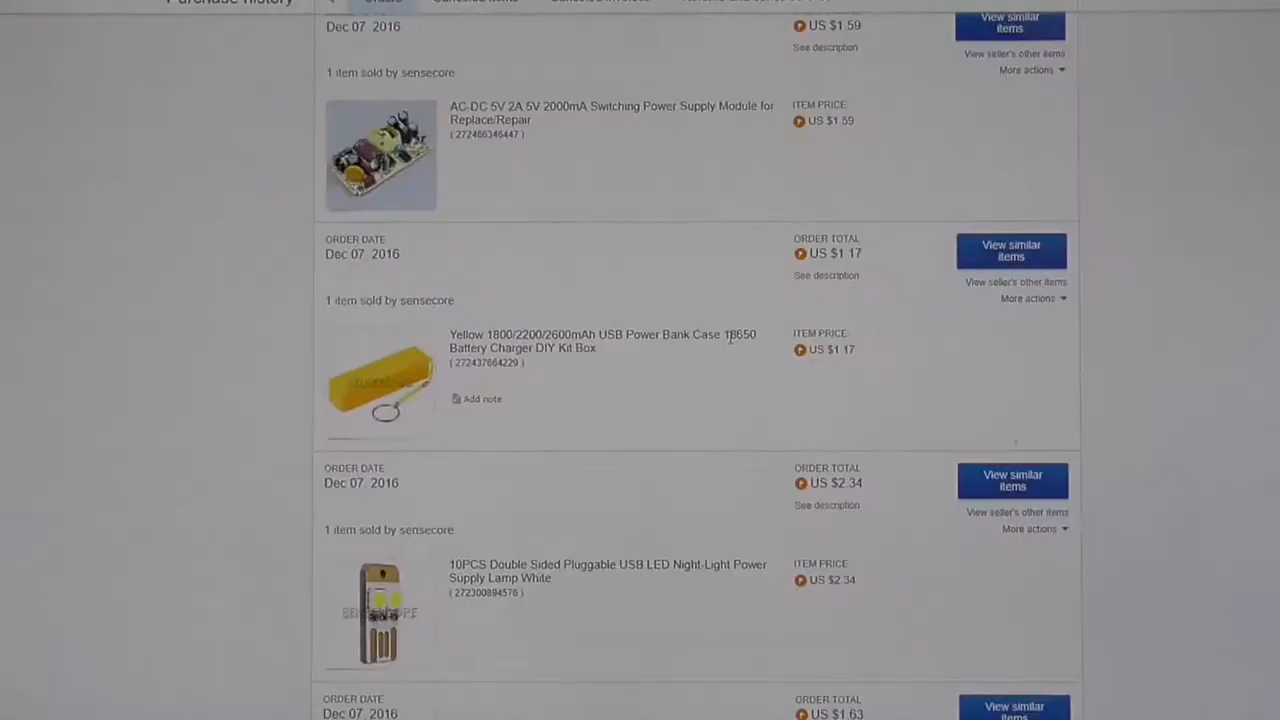 Purchase history
Dec 07 2016
US $1 59
View similar
items
See description
View seller's other items
1 item sold by sensecore
More actions
AC-DC 5V 2A 5V 2000mA Switching Power Supply Module for
Replace/Repair
( 272466346447 )
ITEM PRICE
US $1 59
ORDER DATE
Dec 07 2016
ORDER TOTAL
US $1 17
View similar
items
See description
View seller's other items
1 item sold by sensecore
More actions
Yellow 1800/2200/2600mAh USB Power Bank Case 18650
Battery Charger DIY Kit Box
( 272437664229 )
Add note
ITEM PRICE
US $1 17
ORDER DATE
Dec 07. 2016
ORDER TOTAL
US $2.34
View similar
items
See description
View seller's other items
1 item sold by sensecore
More actions
10PCS Double Sided Pluggable USB LED Night-Light Power
Supply Lamp White
( 272300894576 )
ITEM PRICE
US $2 34
ORDER DATE
Dec 07. 2016
ORDER TOTAL
US $1 63
View similar
items